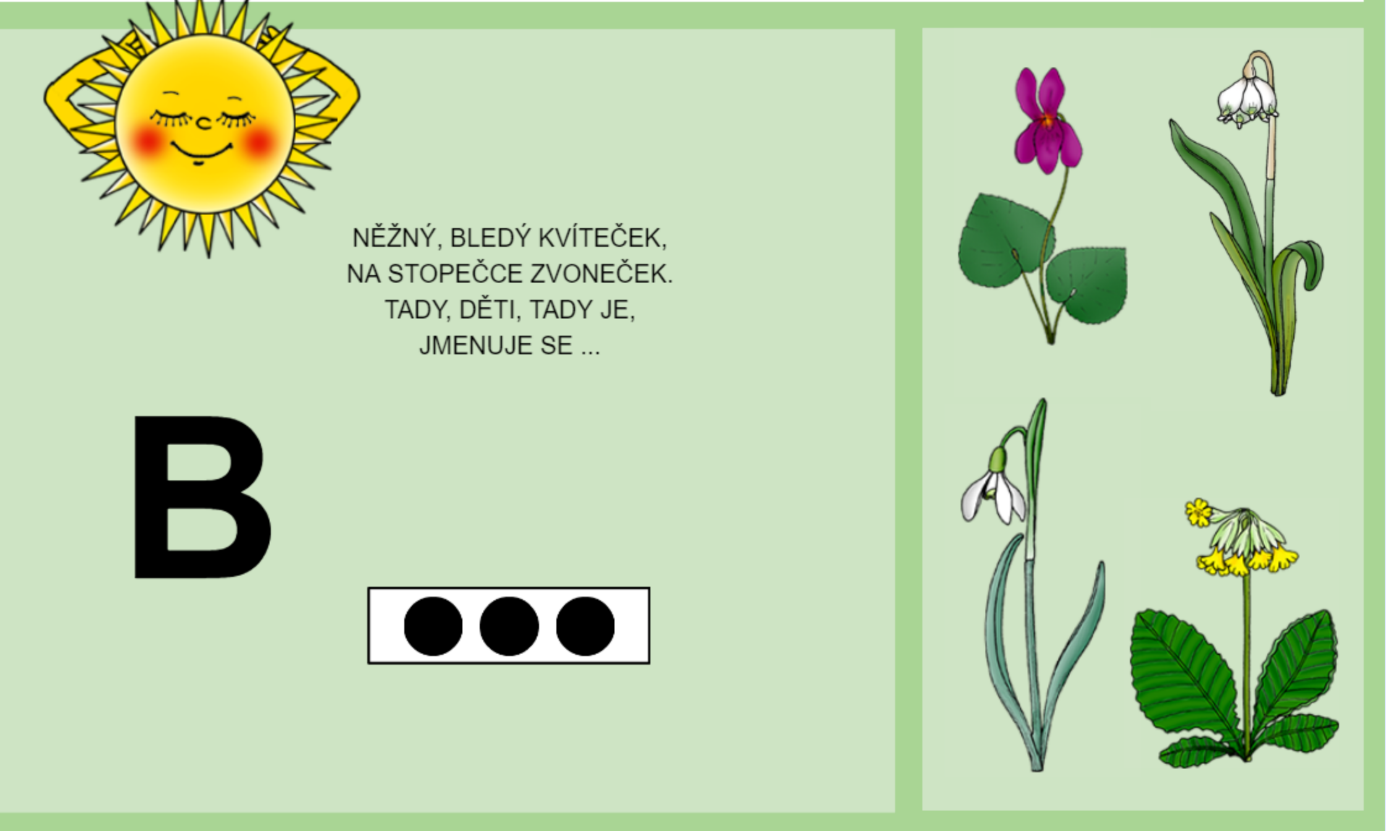 NĚŽNÝ, BLEDÝ KVÍTEČEK,
NA STOPEČCE ZVONEČEK.
TADY, DĚTI, TADY JE,
JMENUJE SE ...
B